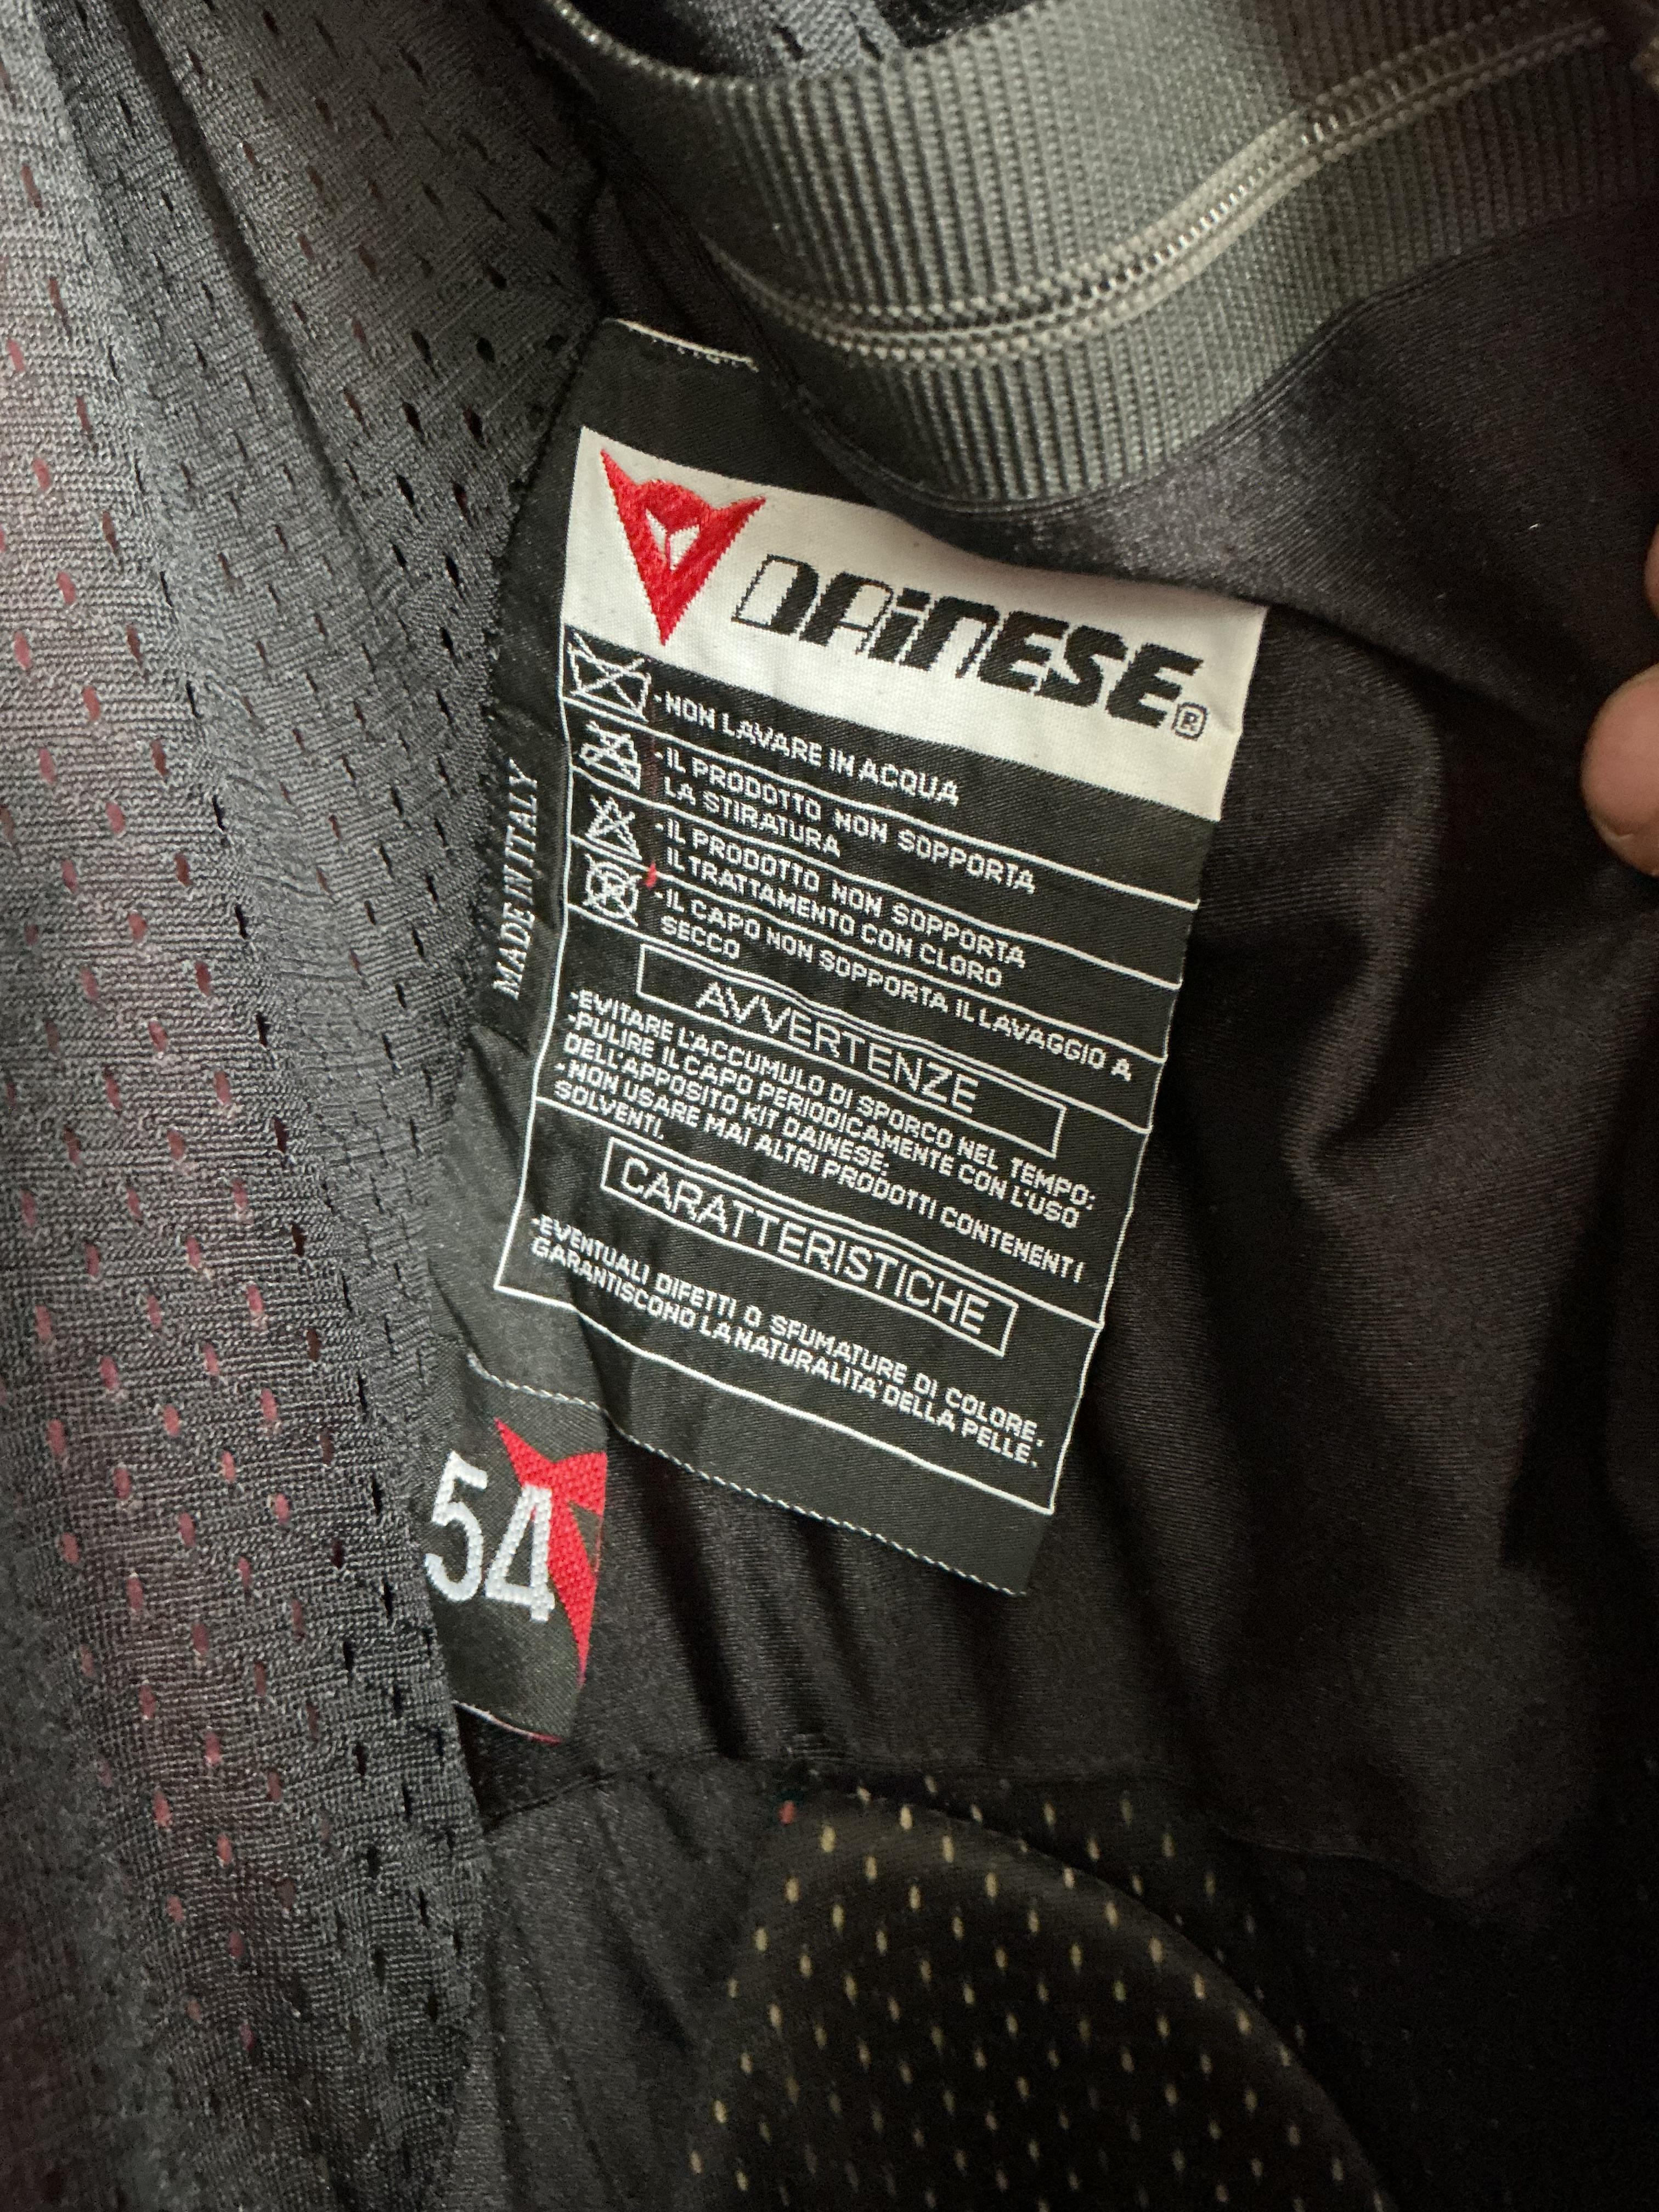 DAINESE®
-NON LAVARE IN ACQUA
-IL PRODOTTO NON SOPPORTA
LA STIRATURA
-IL PRODOTTO NON SOPPORTA
IL TRATTAMENTO CON CLORO
-IL CAPO NON SOPPORTA IL LAVAGGIO A
SECCO
AVVERTENZE
-EVITARE L'ACCUMULO DI SPORCO NEL TEMPO;
-PULIRE IL CAPO PERIODICAMENTE CON L'USO
DELL'APPOSITO KIT DAINESE;
-NON USARE MAI ALTRI PRODOTTI CONTENENTI
SOLVENTI.
CARATTERISTICHE
-EVENTUALI DIFETTI O SFUMATURE DI COLORE,
GARANTISCONO LA NATURALITA' DELLA PELLE.
MADE IN ITALY
54